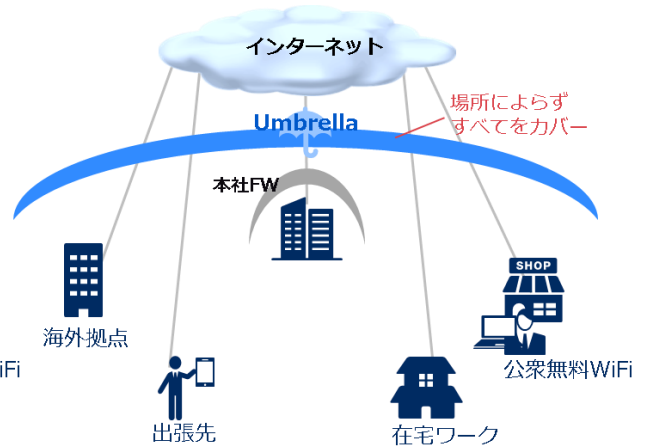 インターネット
Umbrella
場所によらず
すべてをカバー
本社FW
SHOP
海外拠点
iFi
公衆無料WiFi
出張先
在宅ワーク